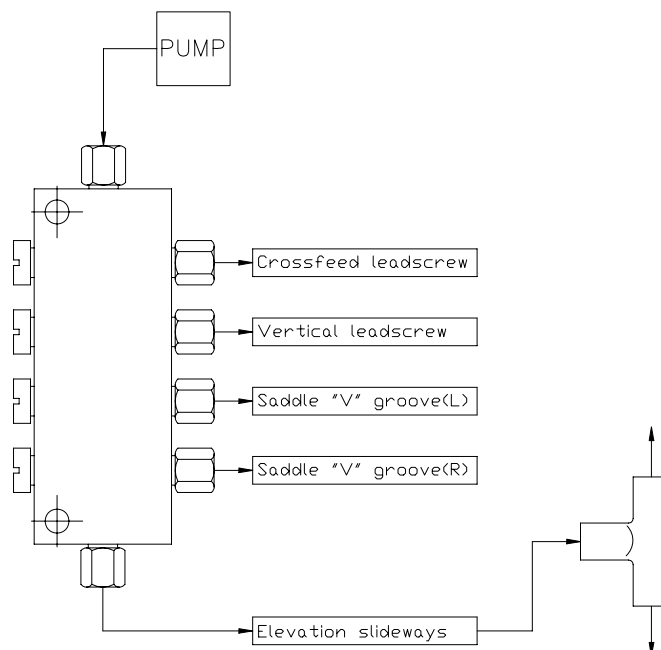 PUMP
Crossfeed leadscrew
Vertical leadscrew
Saddle "V" groove(L)
Saddle "V" groove(R)
Elevation slideways